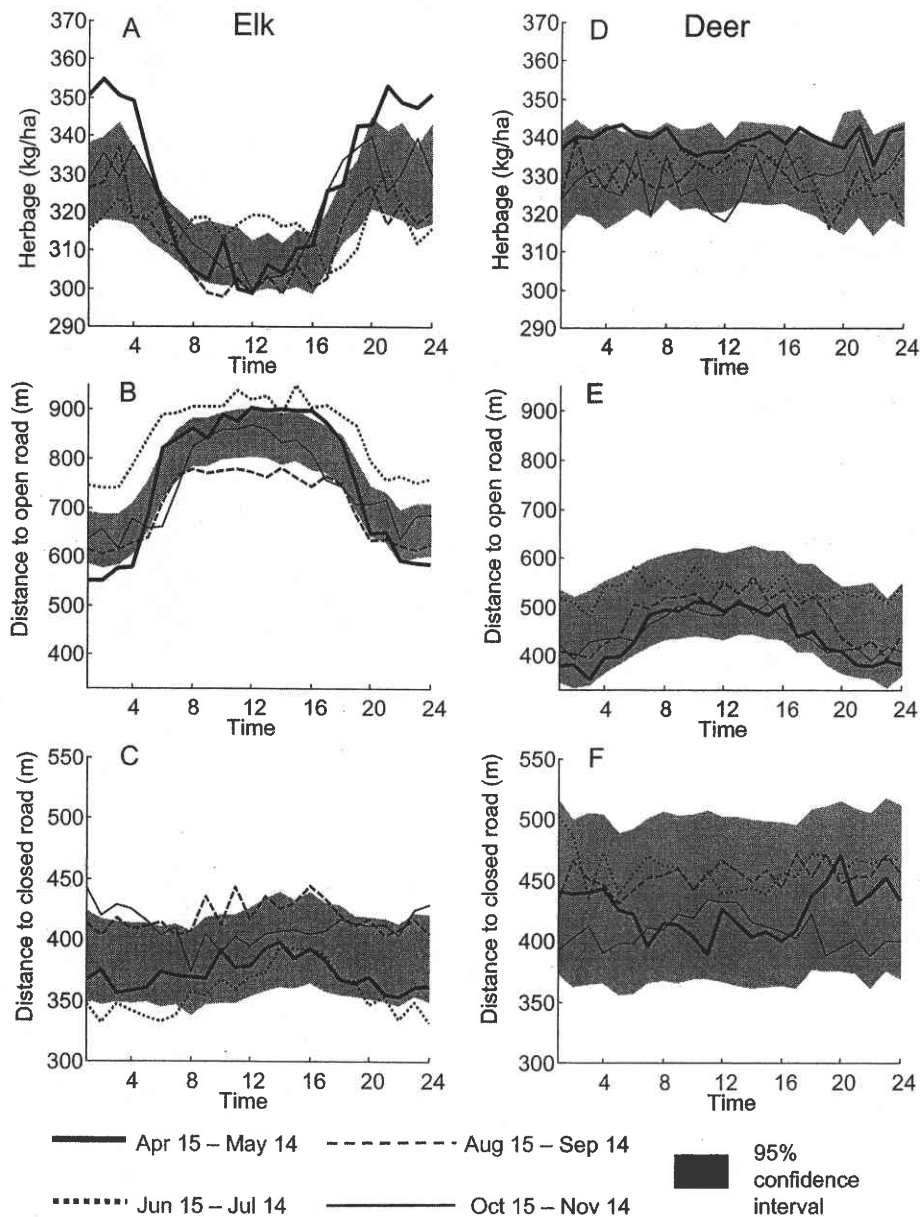 Elk
Deer
A
Herbage (kg/ha)
370
360
350
340
330
320
310
300
290
4 8 12 16 20 24
Time
D
Herbage (kg/ha)
370
360
350
340
330
320
310
300
290
4 8 12 16 20 24
Time
B
Distance to open road (m)
900
800
700
600
500
400
4 8 12 16 20 24
Time
E
Distance to open road (m)
900
800
700
600
500
400
4 8 12 16 20 24
Time
C
Distance to closed road (m)
550
500
450
400
350
300
4 8 12 16 20 24
Time
F
Distance to closed road (m)
550
500
450
400
350
300
4 8 12 16 20 24
Time
Apr 15 – May 14
Aug 15 – Sep 14
Jun 15 – Jul 14
Oct 15 – Nov 14
95%
confidence
interval